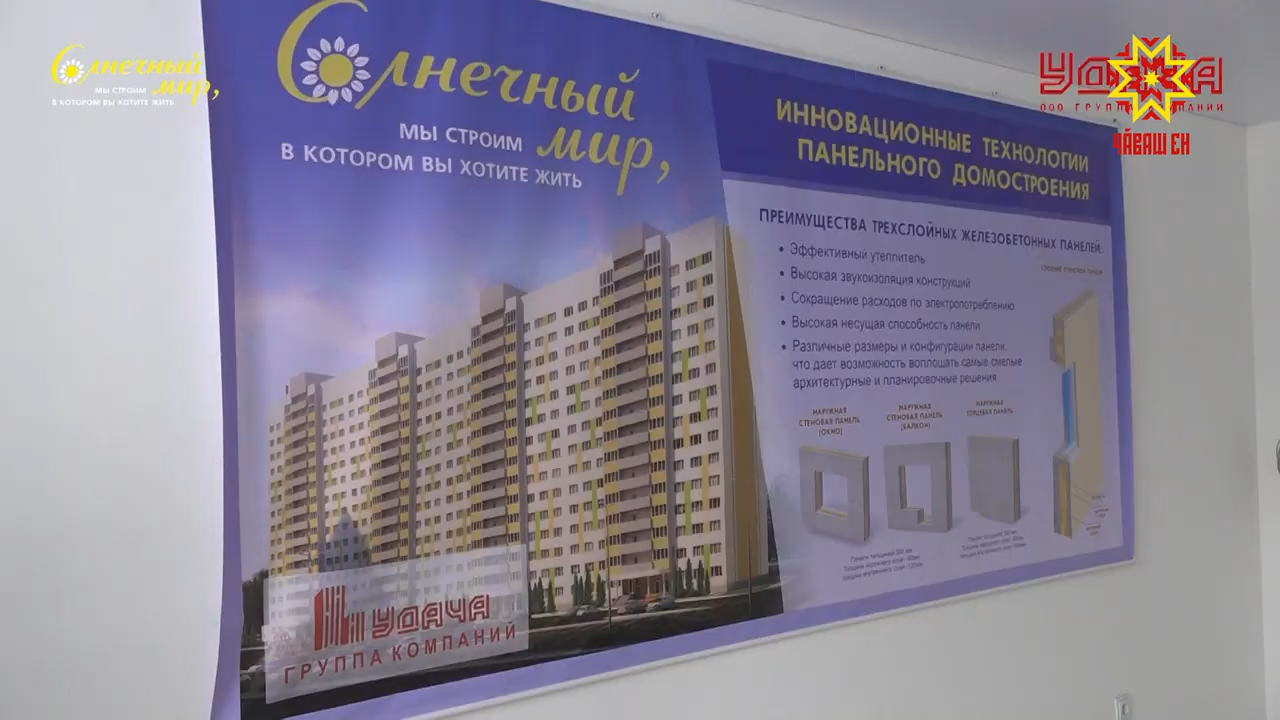 Солнечный
мир,
мы строим
в котором вы хотите жить
УДАЧА
ООО ГРУППА КОМПАНИЙ
ЧӐВАШ ЕН
Солнечный
МЫ СТРОИМ мир,
В КОТОРОМ ВЫ ХОТИТЕ ЖИТЬ
УДАЧА
ГРУППА КОМПАНИЙ
ИННОВАЦИОННЫЕ ТЕХНОЛОГИИ
ПАНЕЛЬНОГО ДОМОСТРОЕНИЯ
ПРЕИМУЩЕСТВА ТРЕХСЛОЙНЫХ ЖЕЛЕЗОБЕТОННЫХ ПАНЕЛЕЙ:
• Эффективный утеплитель
• Высокая звукоизоляция конструкций
• Сокращение расходов по электропотреблению
• Высокая несущая способность панели
• Различные размеры и конфигурации панели,
что дает возможность воплощать самые смелые
архитектурные и планировочные решения
НАРУЖНАЯ
СТЕНОВАЯ ПАНЕЛЬ
(ОКНО)
НАРУЖНАЯ
СТЕНОВАЯ ПАНЕЛЬ
(БАЛКОН)
НАРУЖНАЯ
ТОРЦЕВАЯ ПАНЕЛЬ